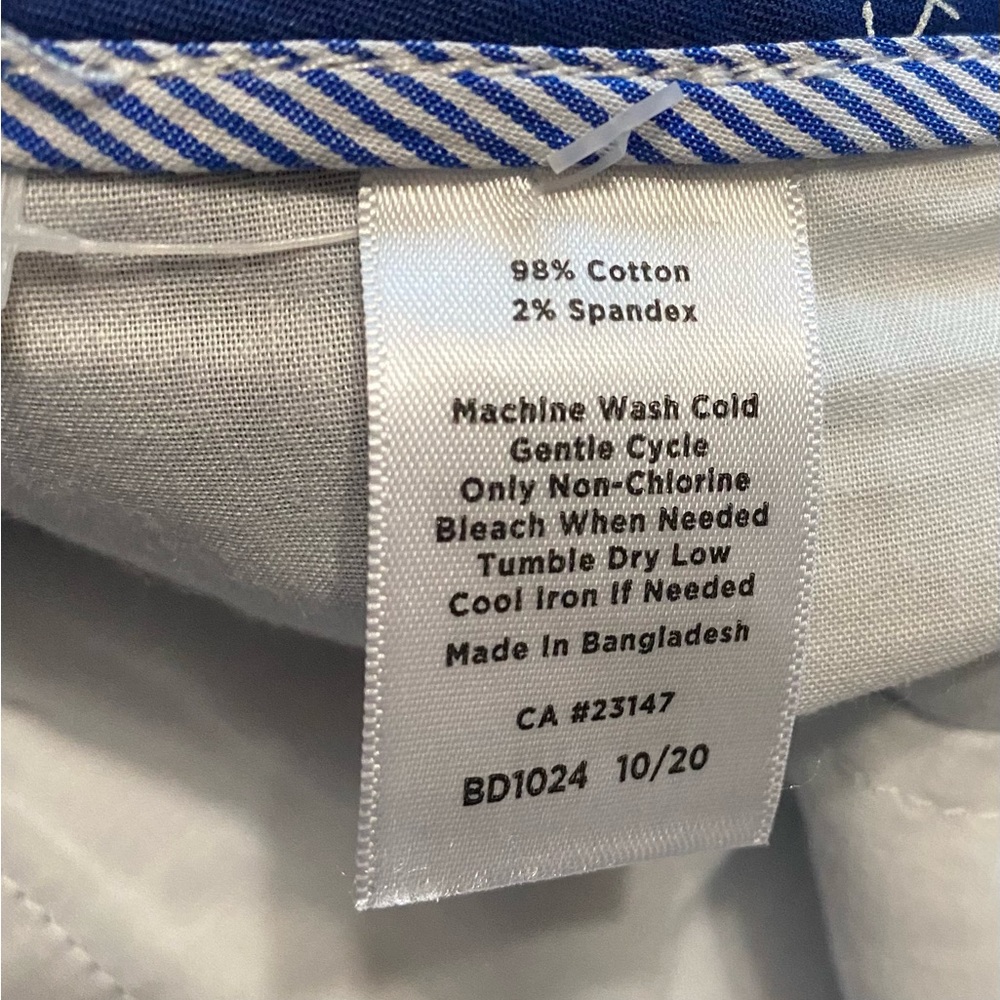 98% Cotton
2% Spandex
Machine Wash Cold
Gentle Cycle
Only Non-Chlorine
Bleach When Needed
Tumble Dry Low
Cool Iron If Needed
Made In Bangladesh
CA #23147
BD1024 10/20